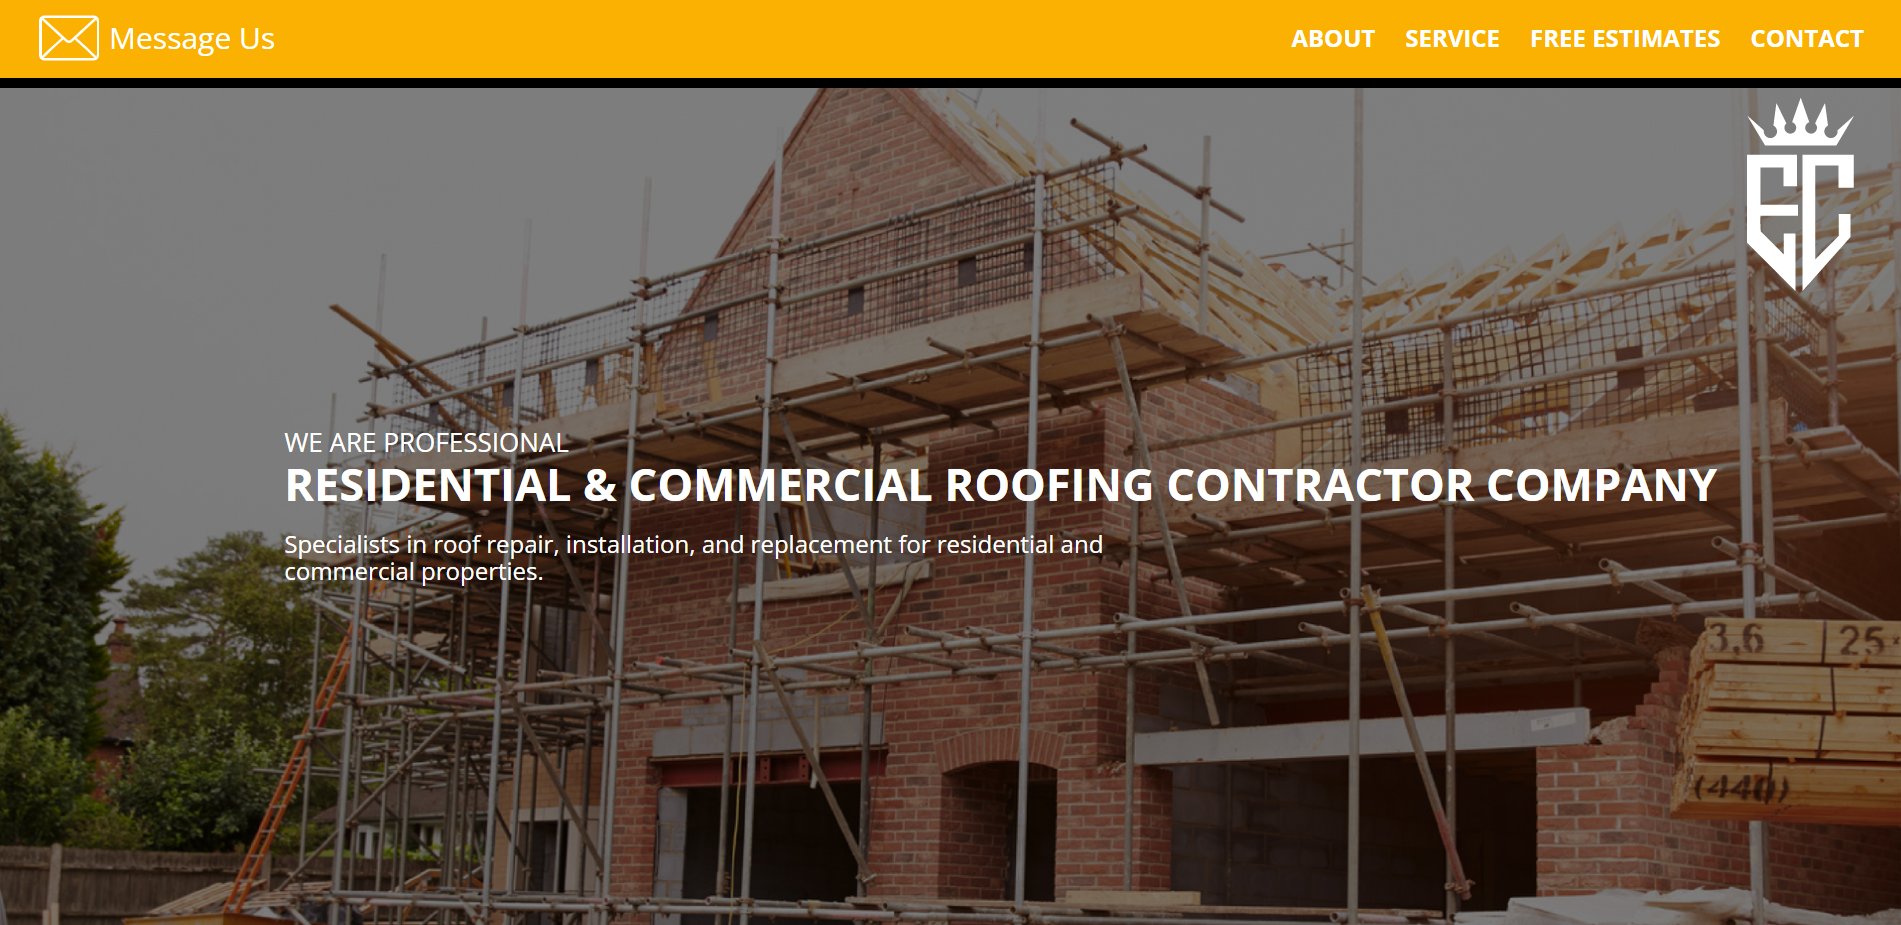 Message Us
ABOUT SERVICE FREE ESTIMATES CONTACT
EC
WE ARE PROFESSIONAL
RESIDENTIAL & COMMERCIAL ROOFING CONTRACTOR COMPANY
Specialists in roof repair, installation, and replacement for residential and
commercial properties.
3,6 25
(440)